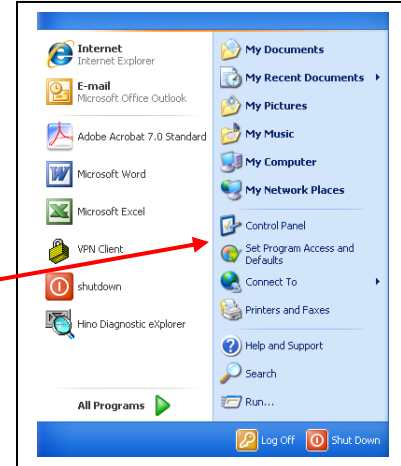 Internet
Internet Explorer
E-mail
Microsoft Office Outlook
Adobe Acrobat 7.0 Standard
Microsoft Word
Microsoft Excel
VPN Client
shutdown
Hino Diagnostic eXplorer
All Programs
My Documents
My Recent Documents
My Pictures
My Music
My Computer
My Network Places
Control Panel
Set Program Access and
Defaults
Connect To
Printers and Faxes
Help and Support
Search
Run...
Log Off
Shut Down